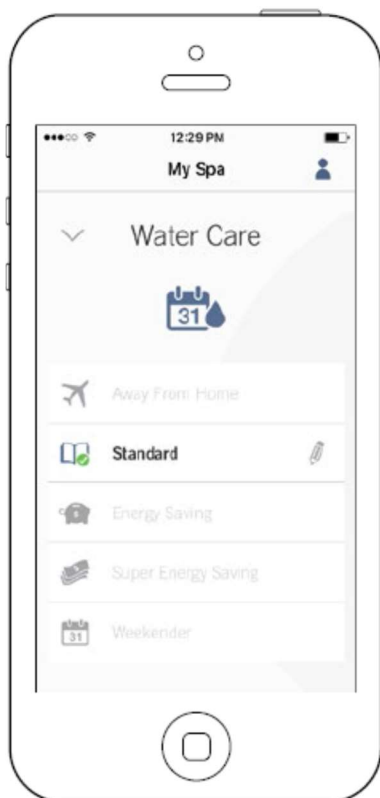 12:29 PM
My Spa
Water Care
31
Away From Home
Standard
Energy Saving
Super Energy Saving
31
Weekender